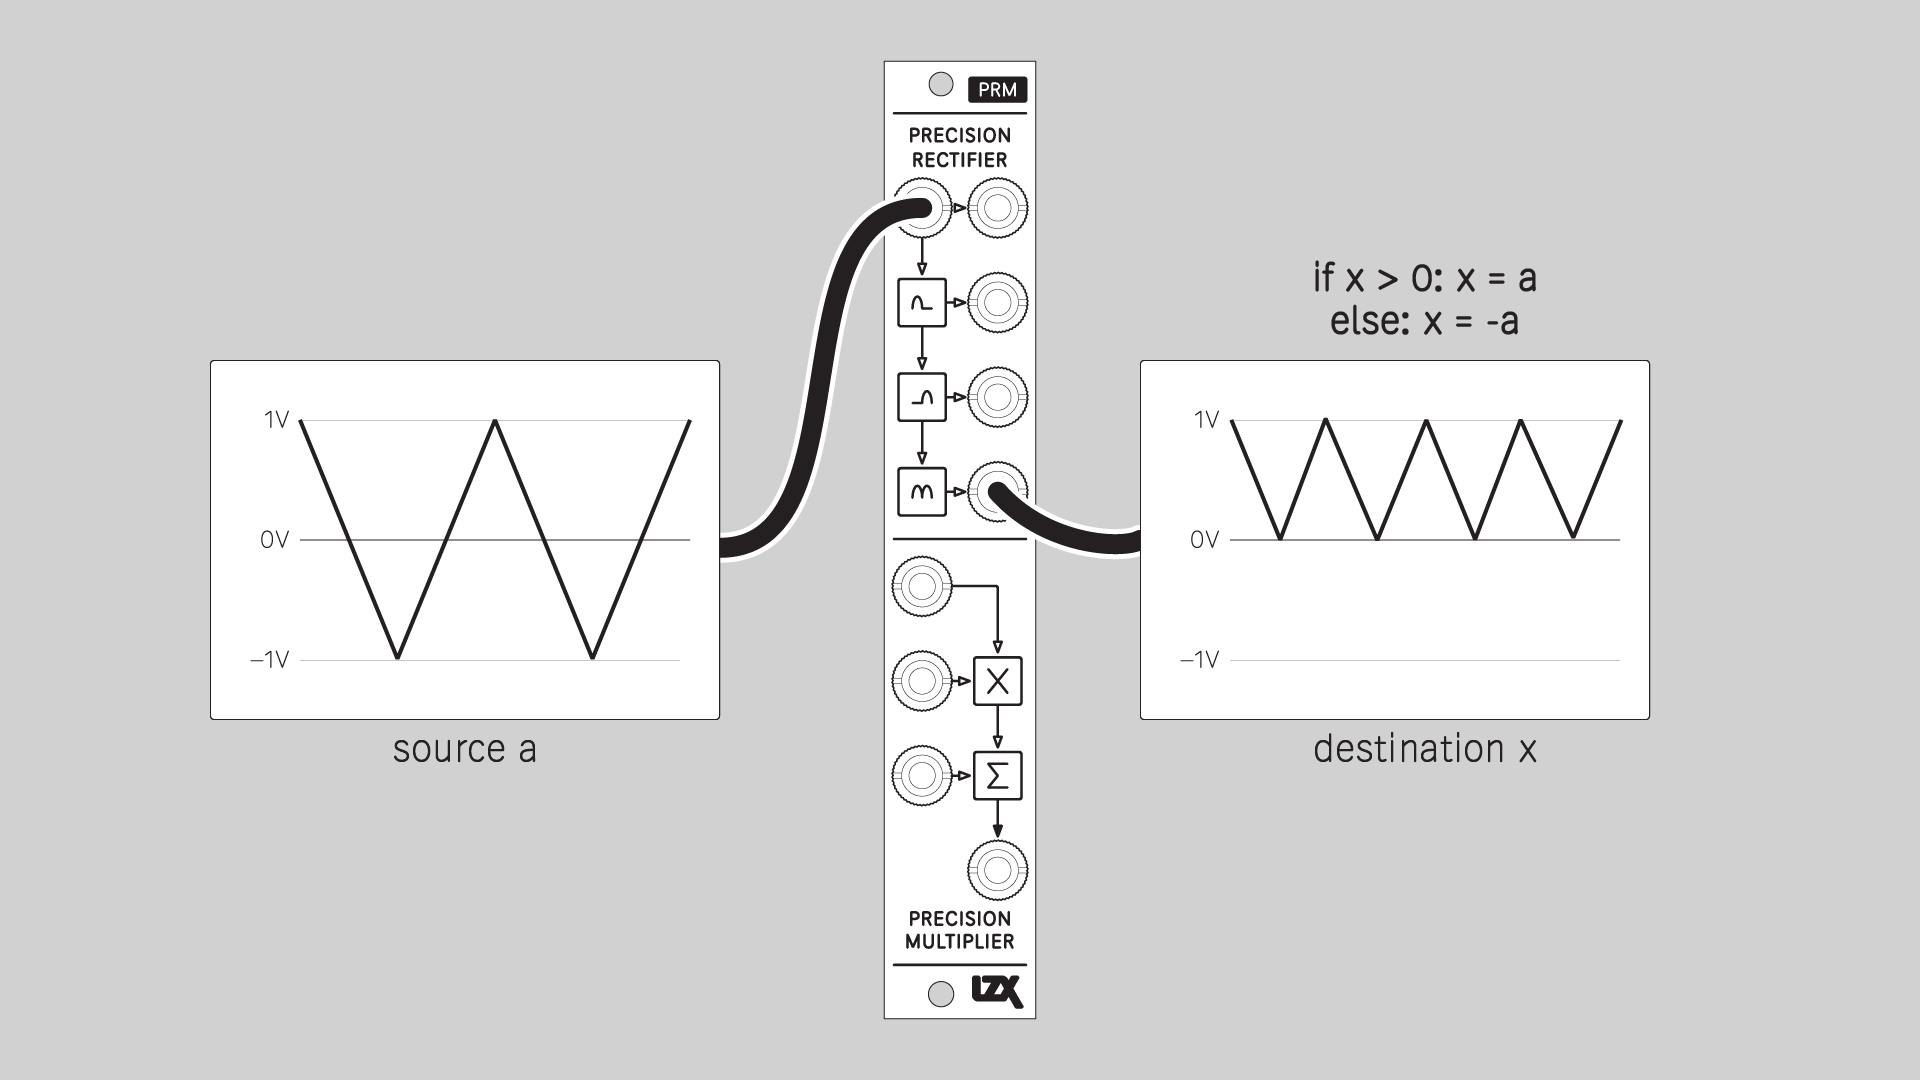 PRM
PRECISION
RECTIFIER
if x > 0: x = a
else: x = -a
1V
0V
–1V
source a
1V
0V
–1V
destination x
X
Σ
PRECISION
MULTIPLIER
LZX